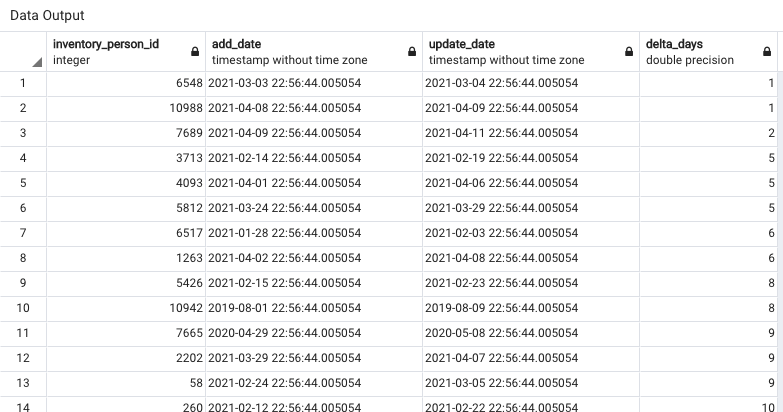 Data Output
inventory_person_id add_date update_date delta_days
integer timestamp without time zone timestamp without time zone double precision
1 6548 2021-03-03 22:56:44.005054 2021-03-04 22:56:44.005054 1
2 10988 2021-04-08 22:56:44.005054 2021-04-09 22:56:44.005054 1
3 7689 2021-04-09 22:56:44.005054 2021-04-11 22:56:44.005054 2
4 3713 2021-02-14 22:56:44.005054 2021-02-19 22:56:44.005054 5
5 4093 2021-04-01 22:56:44.005054 2021-04-06 22:56:44.005054 5
6 5812 2021-03-24 22:56:44.005054 2021-03-29 22:56:44.005054 5
7 6517 2021-01-28 22:56:44.005054 2021-02-03 22:56:44.005054 6
8 1263 2021-04-02 22:56:44.005054 2021-04-08 22:56:44.005054 6
9 5426 2021-02-15 22:56:44.005054 2021-02-23 22:56:44.005054 8
10 10942 2019-08-01 22:56:44.005054 2019-08-09 22:56:44.005054 8
11 7665 2020-04-29 22:56:44.005054 2020-05-08 22:56:44.005054 9
12 2202 2021-03-29 22:56:44.005054 2021-04-07 22:56:44.005054 9
13 58 2021-02-24 22:56:44.005054 2021-03-05 22:56:44.005054 9
14 260 2021-02-12 22:56:44.005054 2021-02-22 22:56:44.005054 10